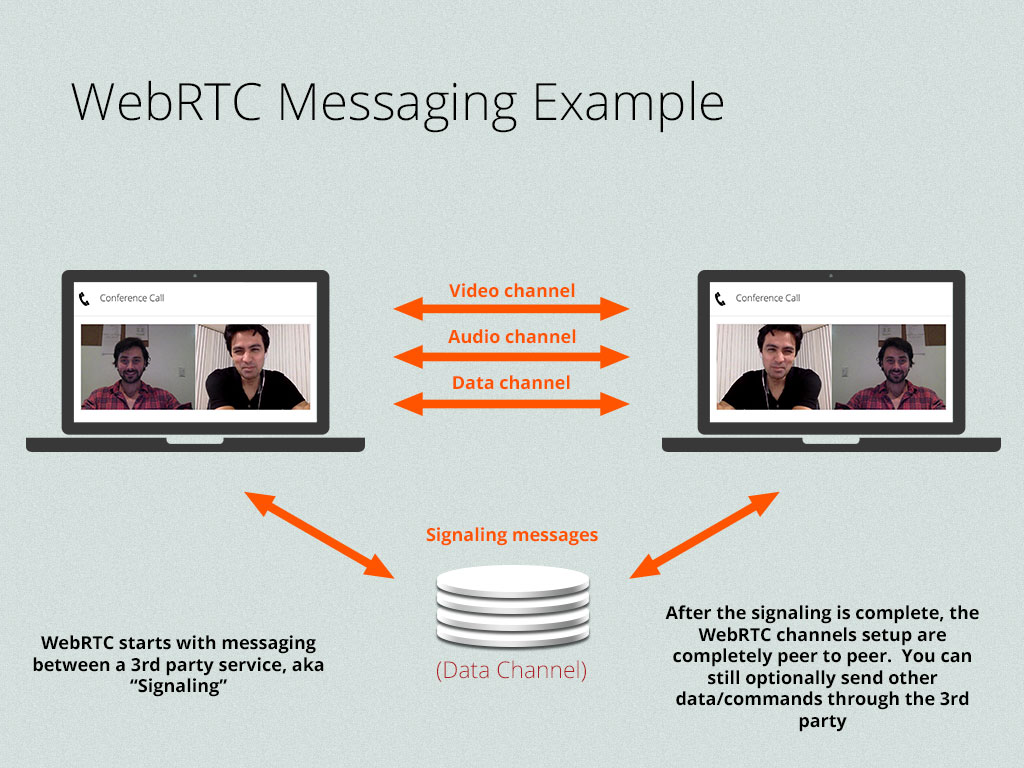 WebRTC Messaging Example
Conference Call
Video channel
Audio channel
Data channel
Conference Call
Signaling messages
(Data Channel)
WebRTC starts with messaging
between a 3rd party service, aka
“Signaling”
After the signaling is complete, the
WebRTC channels setup are
completely peer to peer.  You can
still optionally send other
data/commands through the 3rd
party